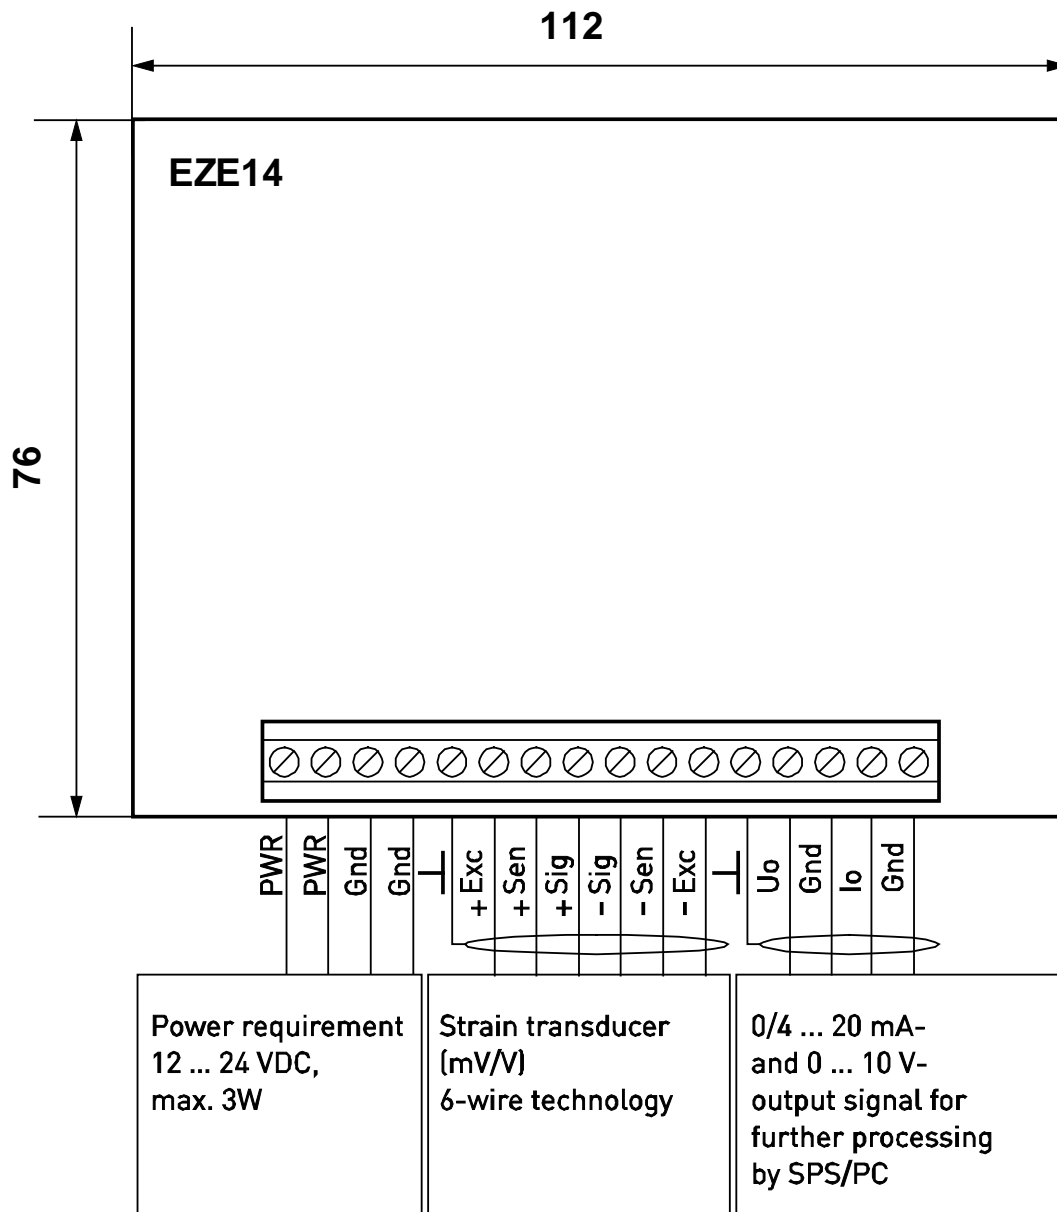 112
EZE14
76
PWR
PWR
Gnd
Gnd
+ Exc
+ Sen
+ Sig
- Sig
- Sen
- Exc
Uo
Gnd
Io
Gnd
Power requirement
12 ... 24 VDC,
max. 3W
Strain transducer
(mV/V)
6-wire technology
0/4 ... 20 mA-
and 0 ... 10 V-
output signal for
further processing
by SPS/PC